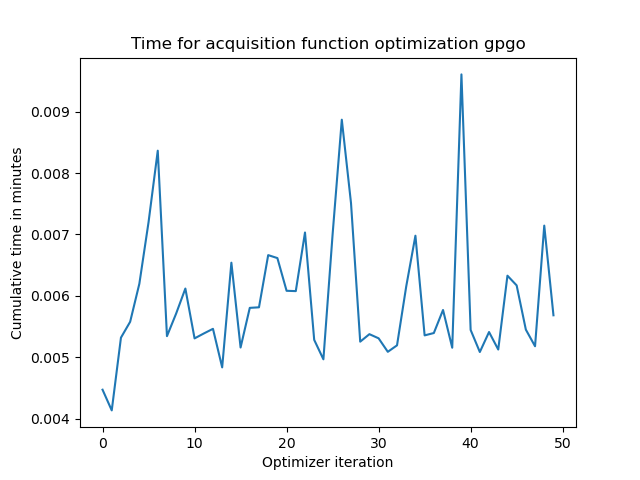 Time for acquisition function optimization gpgo
Cumulative time in minutes
0.009
0.008
0.007
0.006
0.005
0.004
0 10 20 30 40 50
Optimizer iteration